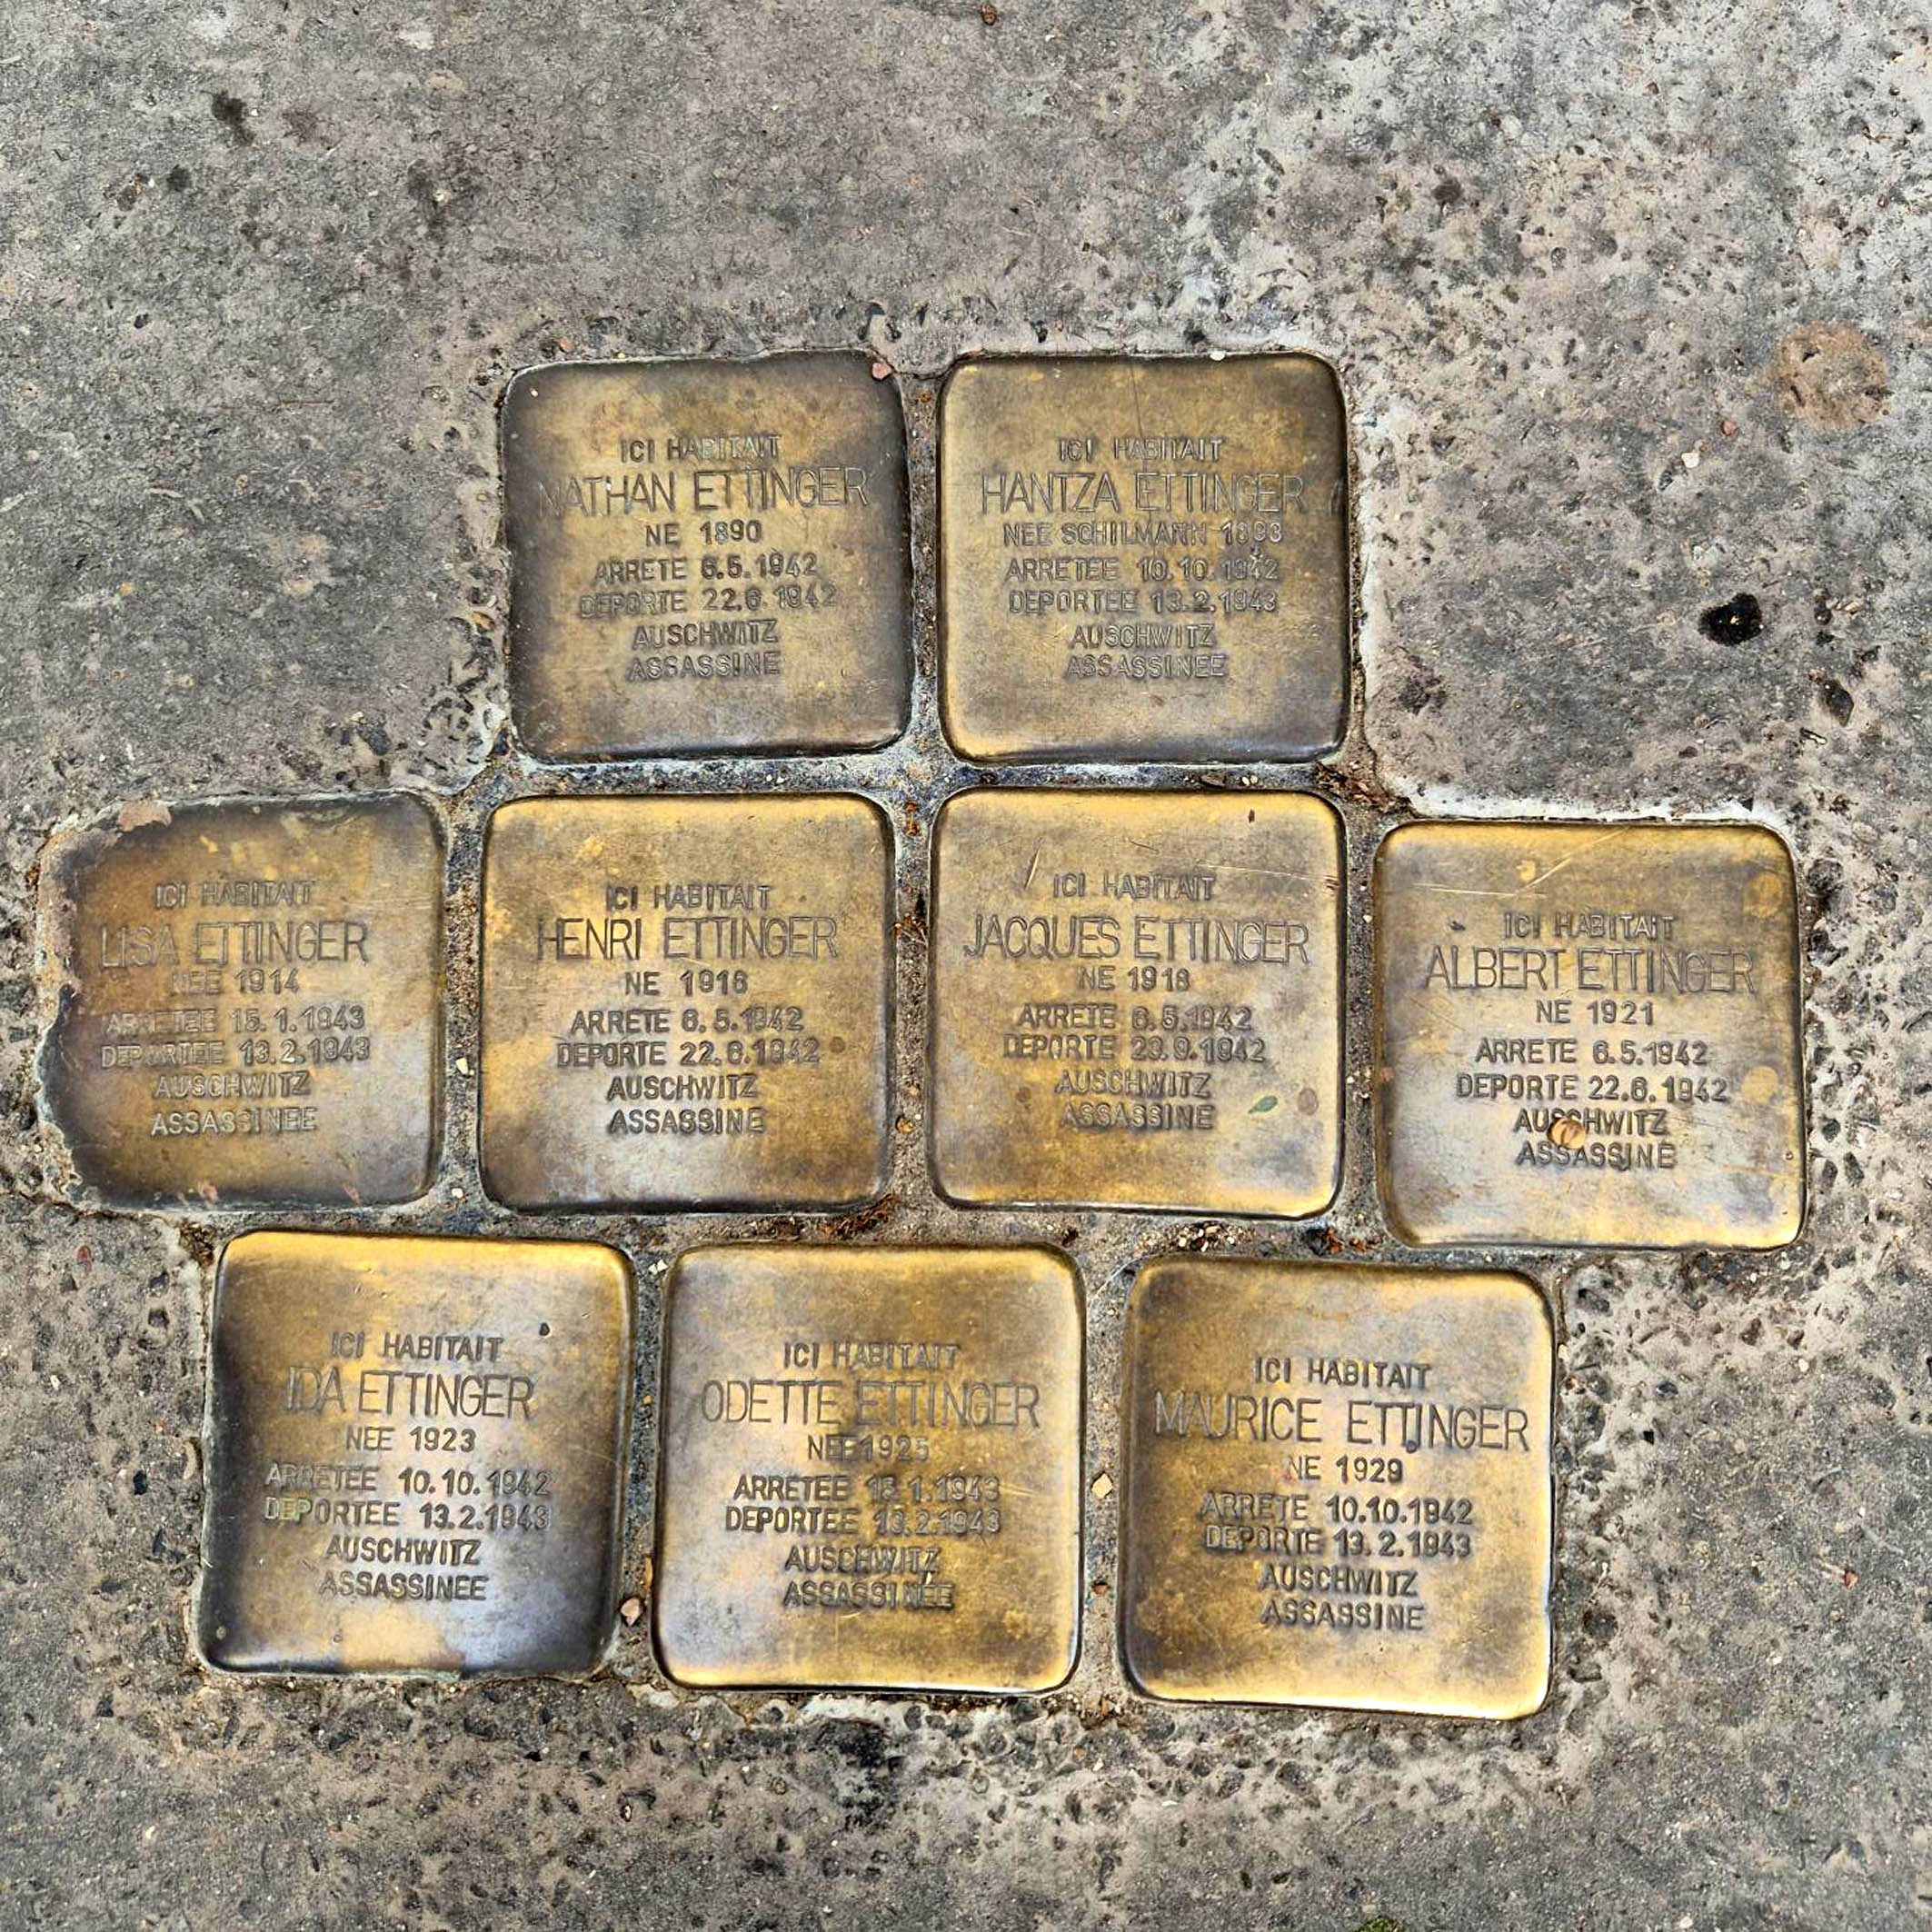 ICI HABITAIT
NATHAN ETTINGER
NE 1890
ARRETE 6.5.1942
DEPORTE 22.6.1942
AUSCHWITZ
ASSASSINE
ICI HABITAIT
HANTZA ETTINGER
NEE SCHILMANN 1893
ARRETEE 10.10.1942
DEPORTEE 13.2.1943
AUSCHWITZ
ASSASSINEE
ICI HABITAIT
LISA ETTINGER
NEE 1914
ARRETEE 15.1.1943
DEPORTEE 13.2.1943
AUSCHWITZ
ASSASSINEE
ICI HABITAIT
HENRI ETTINGER
NE 1916
ARRETE 6.5.1942
DEPORTE 22.6.1942
AUSCHWITZ
ASSASSINE
ICI HABITAIT
JACQUES ETTINGER
NE 1918
ARRETE 6.5.1942
DEPORTE 23.9.1942
AUSCHWITZ
ASSASSINE
ICI HABITAIT
ALBERT ETTINGER
NE 1921
ARRETE 6.5.1942
DEPORTE 22.6.1942
AUSCHWITZ
ASSASSINE
ICI HABITAIT
IDA ETTINGER
NEE 1923
ARRETEE 10.10.1942
DEPORTEE 13.2.1943
AUSCHWITZ
ASSASSINEE
ICI HABITAIT
ODETTE ETTINGER
NEE 1925
ARRETEE 15.1.1943
DEPORTEE 13.2.1943
AUSCHWITZ
ASSASSINEE
ICI HABITAIT
MAURICE ETTINGER
NE 1929
ARRETE 10.10.1942
DEPORTE 13.2.1943
AUSCHWITZ
ASSASSINE